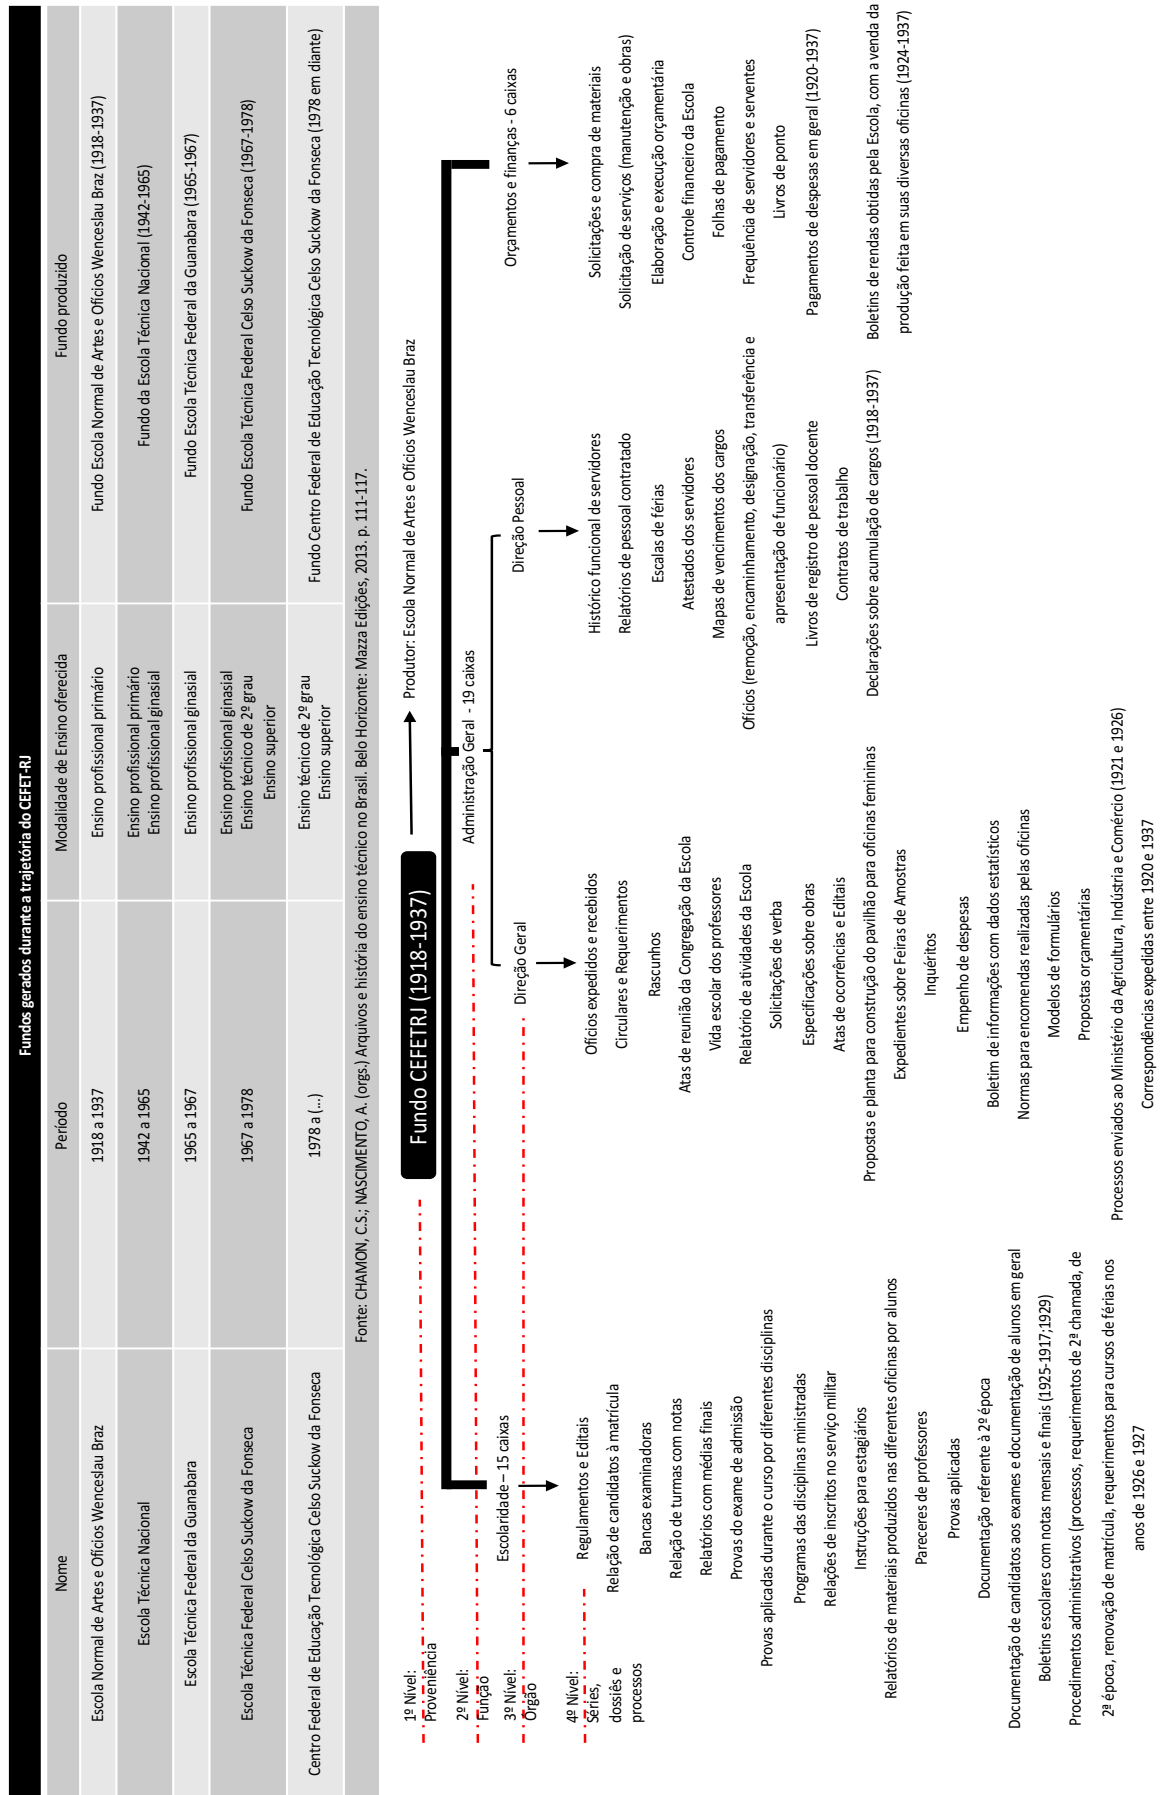 Fundos gerados durante a trajetória do CEFET-RJ
Nome
Período
Modalidade de Ensino oferecida
Fundo produzido
Escola Normal de Artes e Ofícios Wenceslau Braz
1918 a 1937
Ensino profissional primário
Fundo Escola Normal de Artes e Ofícios Wenceslau Braz (1918-1937)
Escola Técnica Nacional
1942 a 1965
Ensino profissional primário
Ensino profissional ginasial
Fundo da Escola Técnica Nacional (1942-1965)
Escola Técnica Federal da Guanabara
1965 a 1967
Ensino profissional ginasial
Fundo Escola Técnica Federal da Guanabara (1965-1967)
Escola Técnica Federal Celso Suckow da Fonseca
1967 a 1978
Ensino profissional ginasial
Ensino técnico de 2º grau
Ensino superior
Fundo Escola Técnica Federal Celso Suckow da Fonseca (1967-1978)
Centro Federal de Educação Tecnológica Celso Suckow da Fonseca
1978 a (...)
Ensino técnico de 2º grau
Ensino superior
Fundo Centro Federal de Educação Tecnológica Celso Suckow da Fonseca (1978 em diante)
Fonte: CHAMON, C.S.; NASCIMENTO, A. (orgs.) Arquivos e história do ensino técnico no Brasil. Belo Horizonte: Mazza Edições, 2013. p. 111-117.
1º Nível:
Proveniência
Fundo CEFETRJ (1918-1937)
Produtor: Escola Normal de Artes e Ofícios Wenceslau Braz
2º Nível:
Função
Escolaridade – 15 caixas
Administração Geral - 19 caixas
Orçamentos e finanças - 6 caixas
3º Nível:
Órgão
Direção Geral
Direção Pessoal
4º Nível:
Séries,
dossiês e
processos
Regulamentos e Editais
Relação de candidatos à matrícula
Bancas examinadoras
Relação de turmas com notas
Relatórios com médias finais
Provas do exame de admissão
Provas aplicadas durante o curso por diferentes disciplinas
Programas das disciplina ministradas
Relações de inscritos no serviço militar
Instruções para estagiários
Relatórios de materiais produzidos nas diferentes oficinas por alunos
Pareceres de professores
Provas aplicadas
Documentação referente à 2º época
Documentação de candidatos aos exames e documentação de alunos em geral
Boletins escolares com notas mensais e finais (1925-1917;1929)
Procedimentos administrativos (processos, requerimentos de 2ª chamada, de
2ª época, renovação de matrícula, requerimentos para cursos de férias nos
anos de 1926 e 1927
Ofícios expedidos e recebidos
Circulares e Requerimentos
Rascunhos
Atas de reunião da Congregação da Escola
Vida escolar dos professores
Relatório de atividades da Escola
Solicitações de verba
Especificações sobre obras
Atas de ocorrências e Editais
Propostas e planta para construção do pavilhão para oficinas femininas
Expedientes sobre Feiras de Amostras
Inquéritos
Empenho de despesas
Boletim de informações com dados estatísticos
Normas para encomendas realizadas pelas oficinas
Modelos de formulários
Propostas orçamentárias
Processos enviados ao Ministério da Agricultura, Indústria e Comércio (1921 e 1926)
Correspondências expedidas entre 1920 e 1937
Histórico funcional de servidores
Relatórios de pessoal contratado
Escalas de férias
Atestados dos servidores
Mapas de vencimentos dos cargos
Ofícios (remoção, encaminhamento, designação, transferência e
apresentação de funcionário)
Livros de registro de pessoal docente
Contratos de trabalho
Declarações sobre acumulação de cargos (1918-1937)
Solicitações e compra de materiais
Solicitação de serviços (manutenção e obras)
Elaboração e execução orçamentária
Controle financeiro da Escola
Folhas de pagamento
Frequência de servidores e serventes
Livros de ponto
Pagamentos de despesas em geral (1920-1937)
Boletins de rendas obtidas pela Escola, com a venda da
produção feita em suas diversas oficinas (1924-1937)